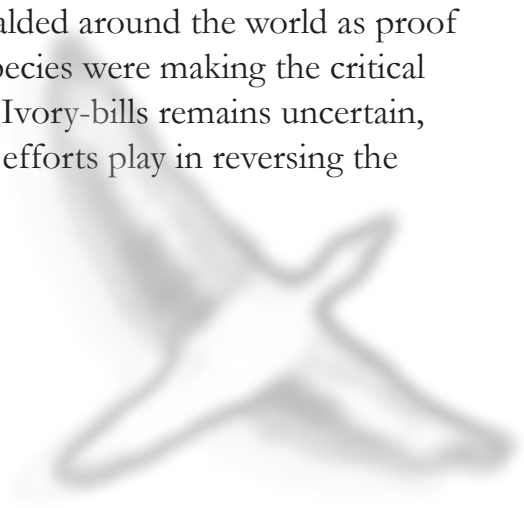 alded around the world as proof
pecies were making the critical
Ivory-bills remains uncertain,
efforts play in reversing the